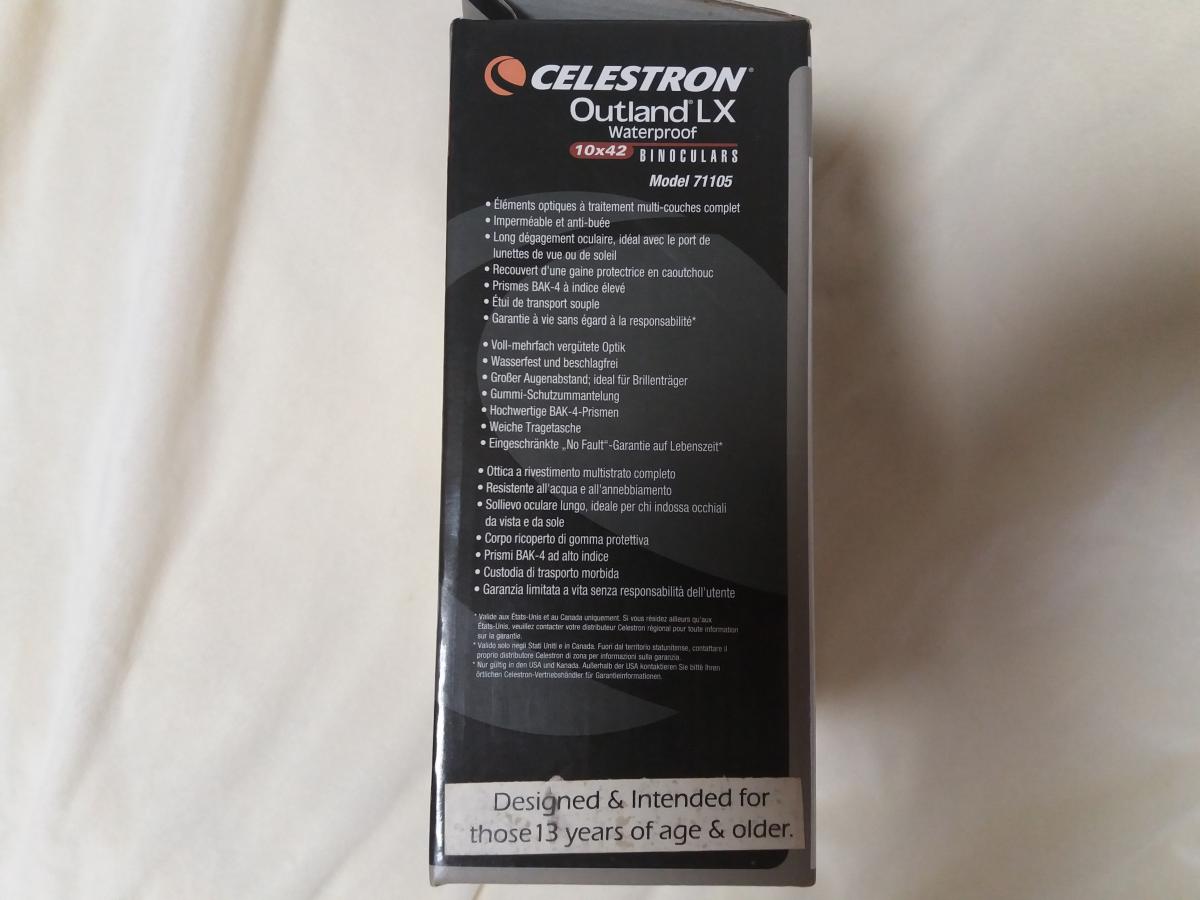 CELESTRON®
Outland® LX
Waterproof
10x42 BINOCULARS
Model 71105
• Éléments optiques à traitement multi-couches complet
• Imperméable et anti-buée
• Long dégagement oculaire, idéal avec le port de
lunettes de vue ou de soleil
• Recouvert d'une gaine protectrice en caoutchouc
• Prismes BAK-4 à indice élevé
• Étui de transport souple
• Garantie à vie sans égard à la responsabilité*
• Voll-mehrfach vergütete Optik
• Wasserfest und beschlagfrei
• Großer Augenabstand; ideal für Brillenträger
• Gummi-Schutzummantelung
• Hochwertige BAK-4-Prismen
• Weiche Tragetasche
• Eingeschränkte „No Fault"-Garantie auf Lebenszeit*
• Ottica a rivestimento multistrato completo
• Resistente all'acqua e all'annebbiamento
• Sollievo oculare lungo, ideale per chi indossa occhiali
da vista e da sole
• Corpo ricoperto di gomma protettiva
• Prismi BAK-4 ad alto indice
• Custodia di trasporto morbida
• Garanzia limitata a vita senza responsabilità dell'utente
* Valide aux États-Unis et au Canada uniquement. Si vous résidez ailleurs qu'aux
États-Unis, veuillez contacter votre distributeur Celestron régional pour toute information
sur la garantie.
* Valido solo negli Stati Uniti e in Canada. Fuori dal territorio statunitense, contattare il
proprio distributore Celestron di zona per informazioni sulla garanzia.
* Nur gültig in den USA und Kanada. Außerhalb der USA kontaktieren Sie bitte Ihren
örtlichen Celestron-Vertriebshändler für Garantieinformationen.
Designed & Intended for
those 13 years of age & older.